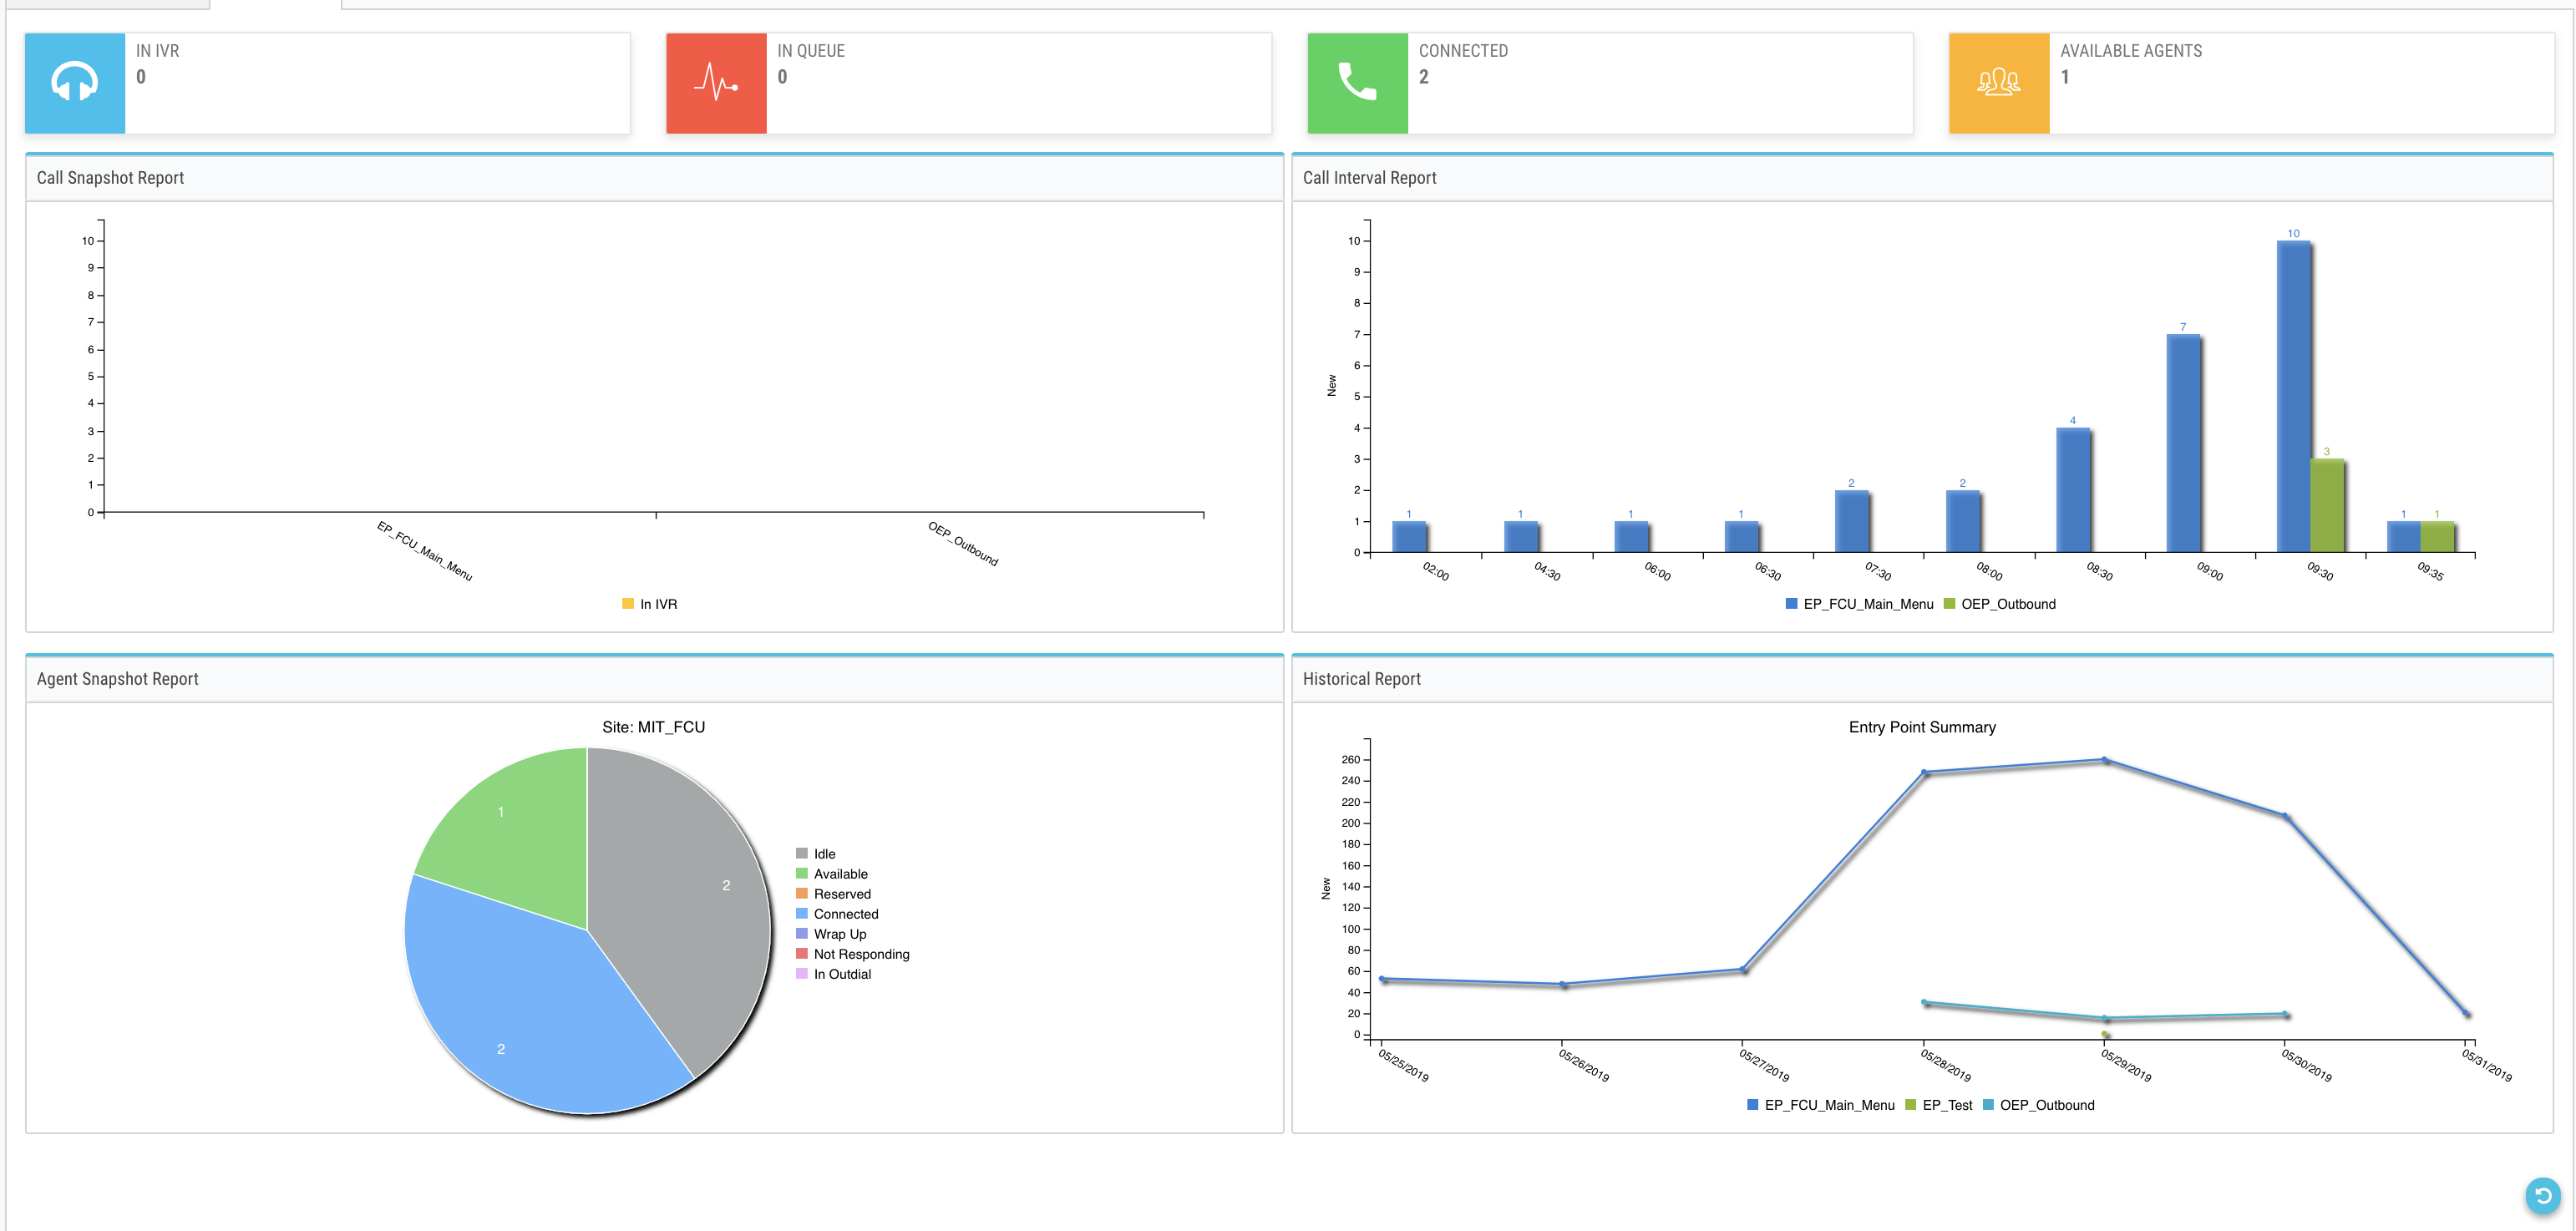 IN IVR
0
IN QUEUE
0
CONNECTED
2
AVAILABLE AGENTS
1
Call Snapshot Report
10
9
8
7
6
5
4
3
2
1
0
EP_FCU_Main_Menu
OEP_Outbound
In IVR
Call Interval Report
New
10
9
8
7
6
5
4
3
2
1
0
1
1
1
1
2
2
4
7
10
3
1
1
02:00
04:30
06:00
06:30
07:30
08:00
08:30
09:00
09:30
09:35
EP_FCU_Main_Menu
OEP_Outbound
Agent Snapshot Report
Site: MIT_FCU
1
2
2
Idle
Available
Reserved
Connected
Wrap Up
Not Responding
In Outdial
Historical Report
Entry Point Summary
New
260
240
220
200
180
160
140
120
100
80
60
40
20
0
05/25/2019
05/26/2019
05/27/2019
05/28/2019
05/29/2019
05/30/2019
05/31/2019
EP_FCU_Main_Menu
EP_Test
OEP_Outbound